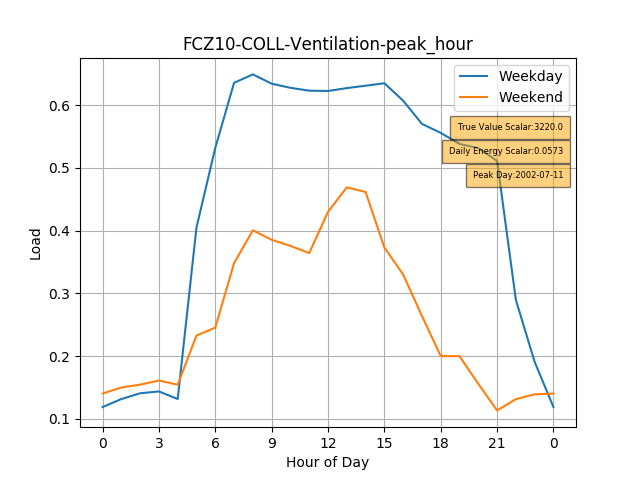 FCZ10-COLL-Ventilation-peak_hour
Weekday
Weekend
True Value Scalar:3220.0
Daily Energy Scalar:0.0573
Peak Day:2002-07-11
Load
0.6
0.5
0.4
0.3
0.2
0.1
0 3 6 9 12 15 18 21 0
Hour of Day